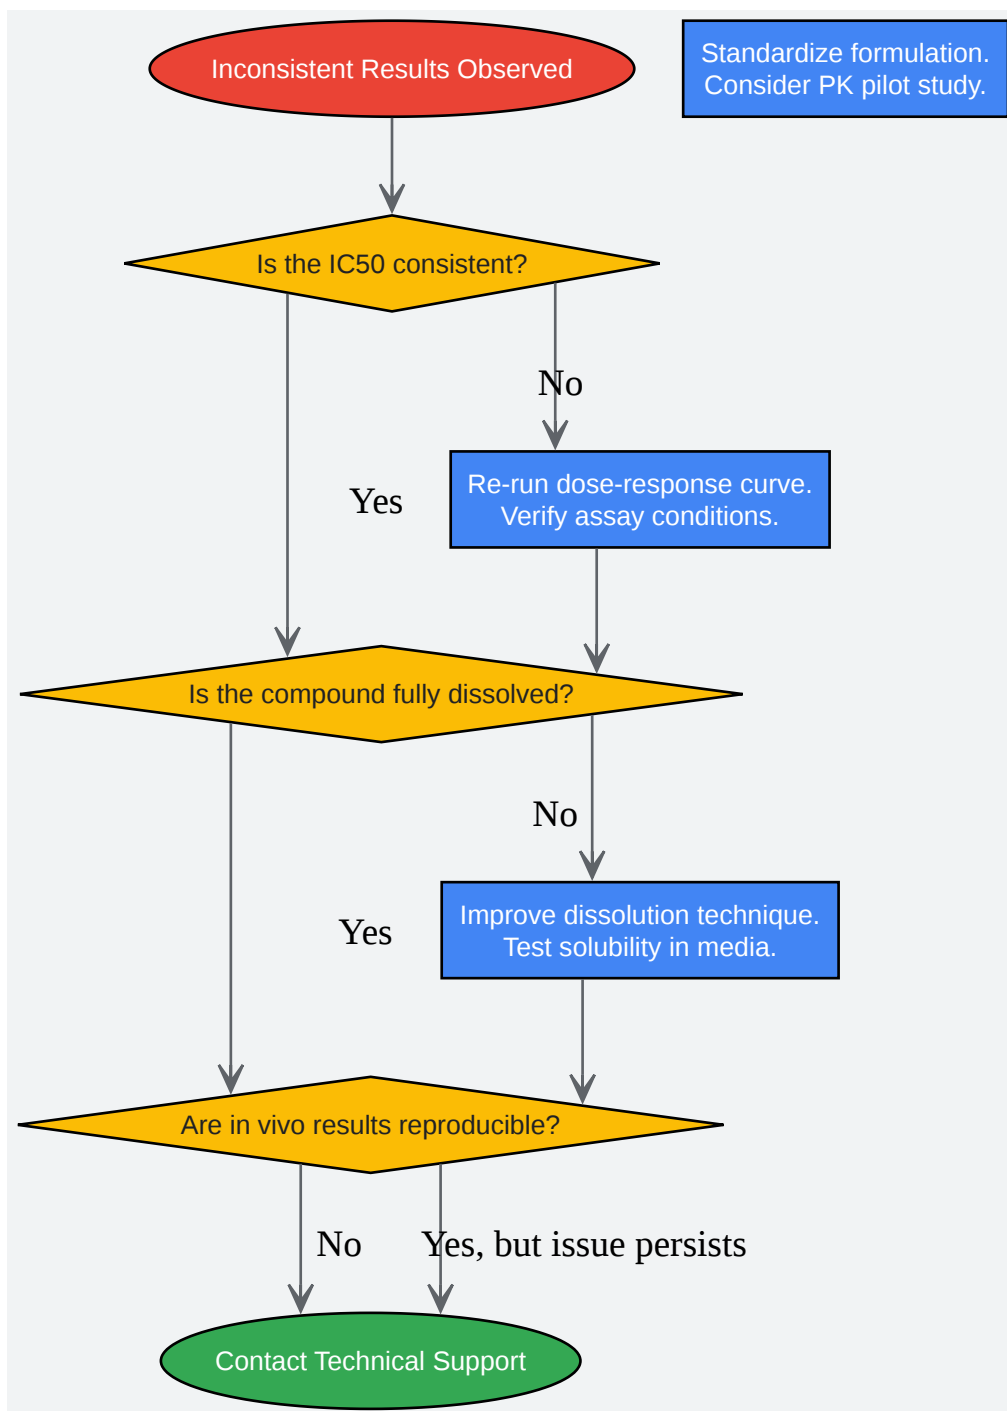 Inconsistent Results Observed
Standardize formulation.
Consider PK pilot study.
Is the IC50 consistent?
No
Yes
Re-run dose-response curve.
Verify assay conditions.
Is the compound fully dissolved?
No
Yes
Improve dissolution technique.
Test solubility in media.
Are in vivo results reproducible?
No
Yes, but issue persists
Contact Technical Support